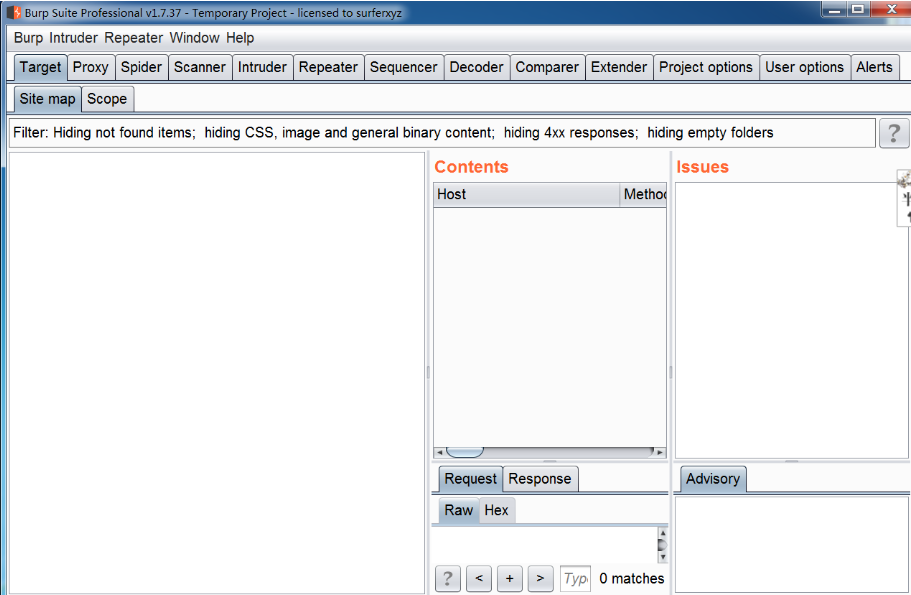 Burp Suite Professional v1.7.37 - Temporary Project - licensed to surferxyz
Burp Intruder Repeater Window Help
Target Proxy Spider Scanner Intruder Repeater Sequencer Decoder Comparer Extender Project options User options Alerts
Site map Scope
Filter: Hiding not found items; hiding CSS, image and general binary content; hiding 4xx responses; hiding empty folders ?
Contents Issues
Host Metho
Request Response Advisory
Raw Hex
? < + > Typ 0 matches